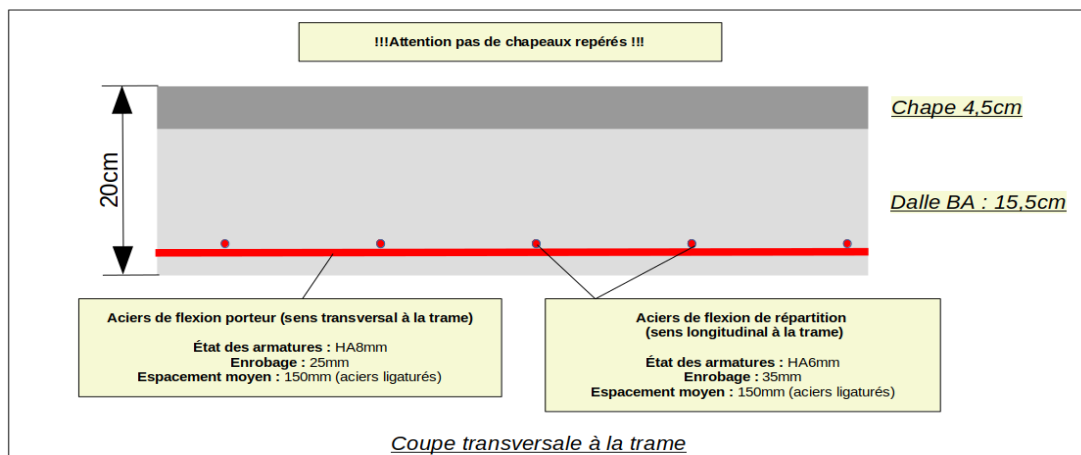 !!!Attention pas de chapeaux repérés !!!
Chape 4,5cm
20cm
Dalle BA : 15,5cm
Aciers de flexion porteur (sens transversal à la trame)
État des armatures : HA8mm
Enrobage : 25mm
Espacement moyen : 150mm (aciers ligaturés)
Aciers de flexion de répartition
(sens longitudinal à la trame)
État des armatures : HA6mm
Enrobage : 35mm
Espacement moyen : 150mm (aciers ligaturés)
Coupe transversale à la trame